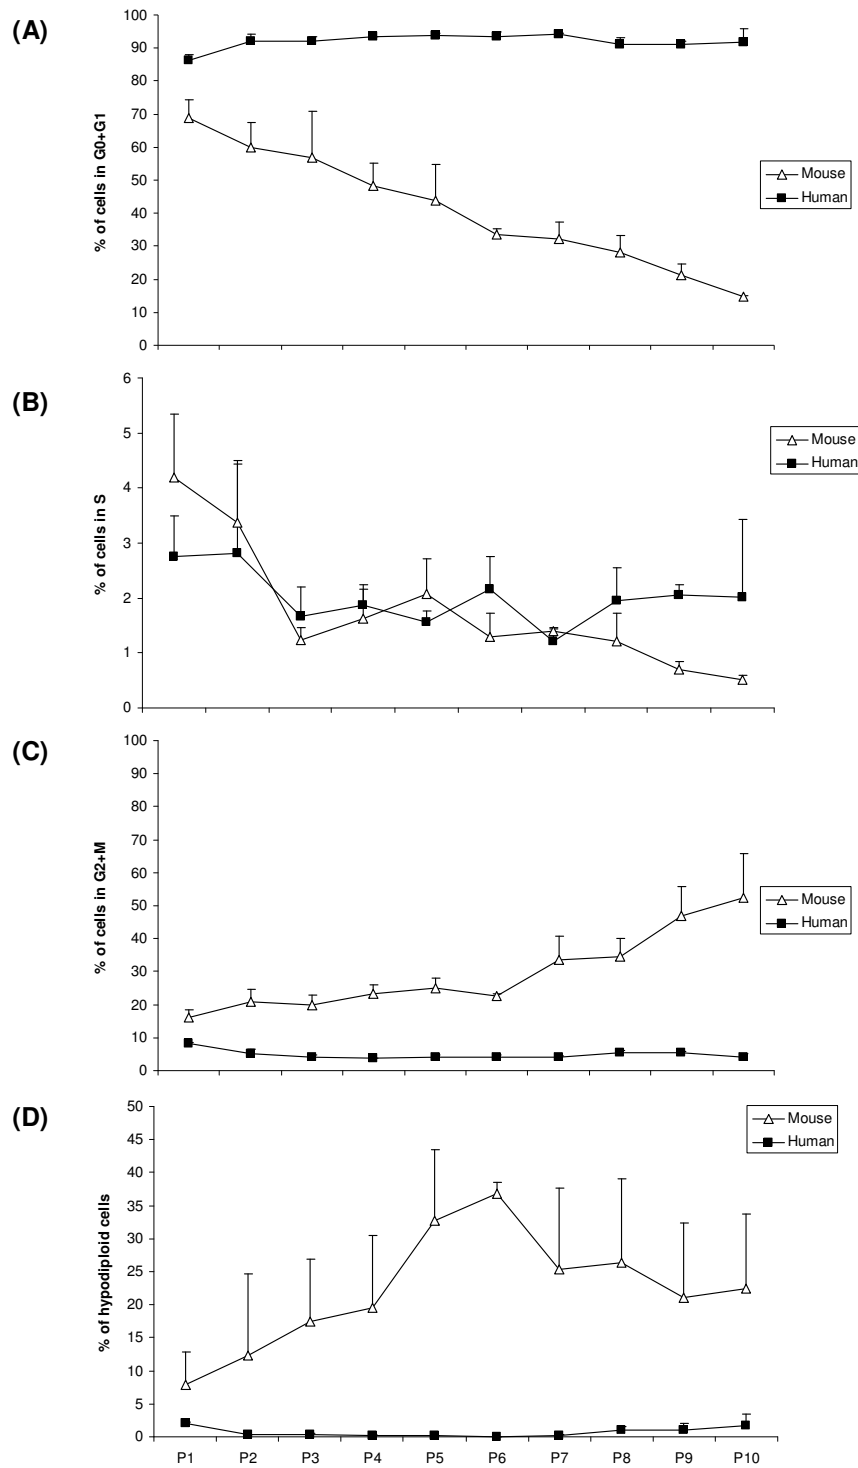 (A)
% of cells in G0+G1
100
90
80
70
60
50
40
30
20
10
0
Mouse
Human
(B)
% of cells in S
6
5
4
3
2
1
0
Mouse
Human
(C)
% of cells in G2+M
100
90
80
70
60
50
40
30
20
10
0
Mouse
Human
(D)
% of hypodiploid cells
50
45
40
35
30
25
20
15
10
5
0
Mouse
Human
P1 P2 P3 P4 P5 P6 P7 P8 P9 P10